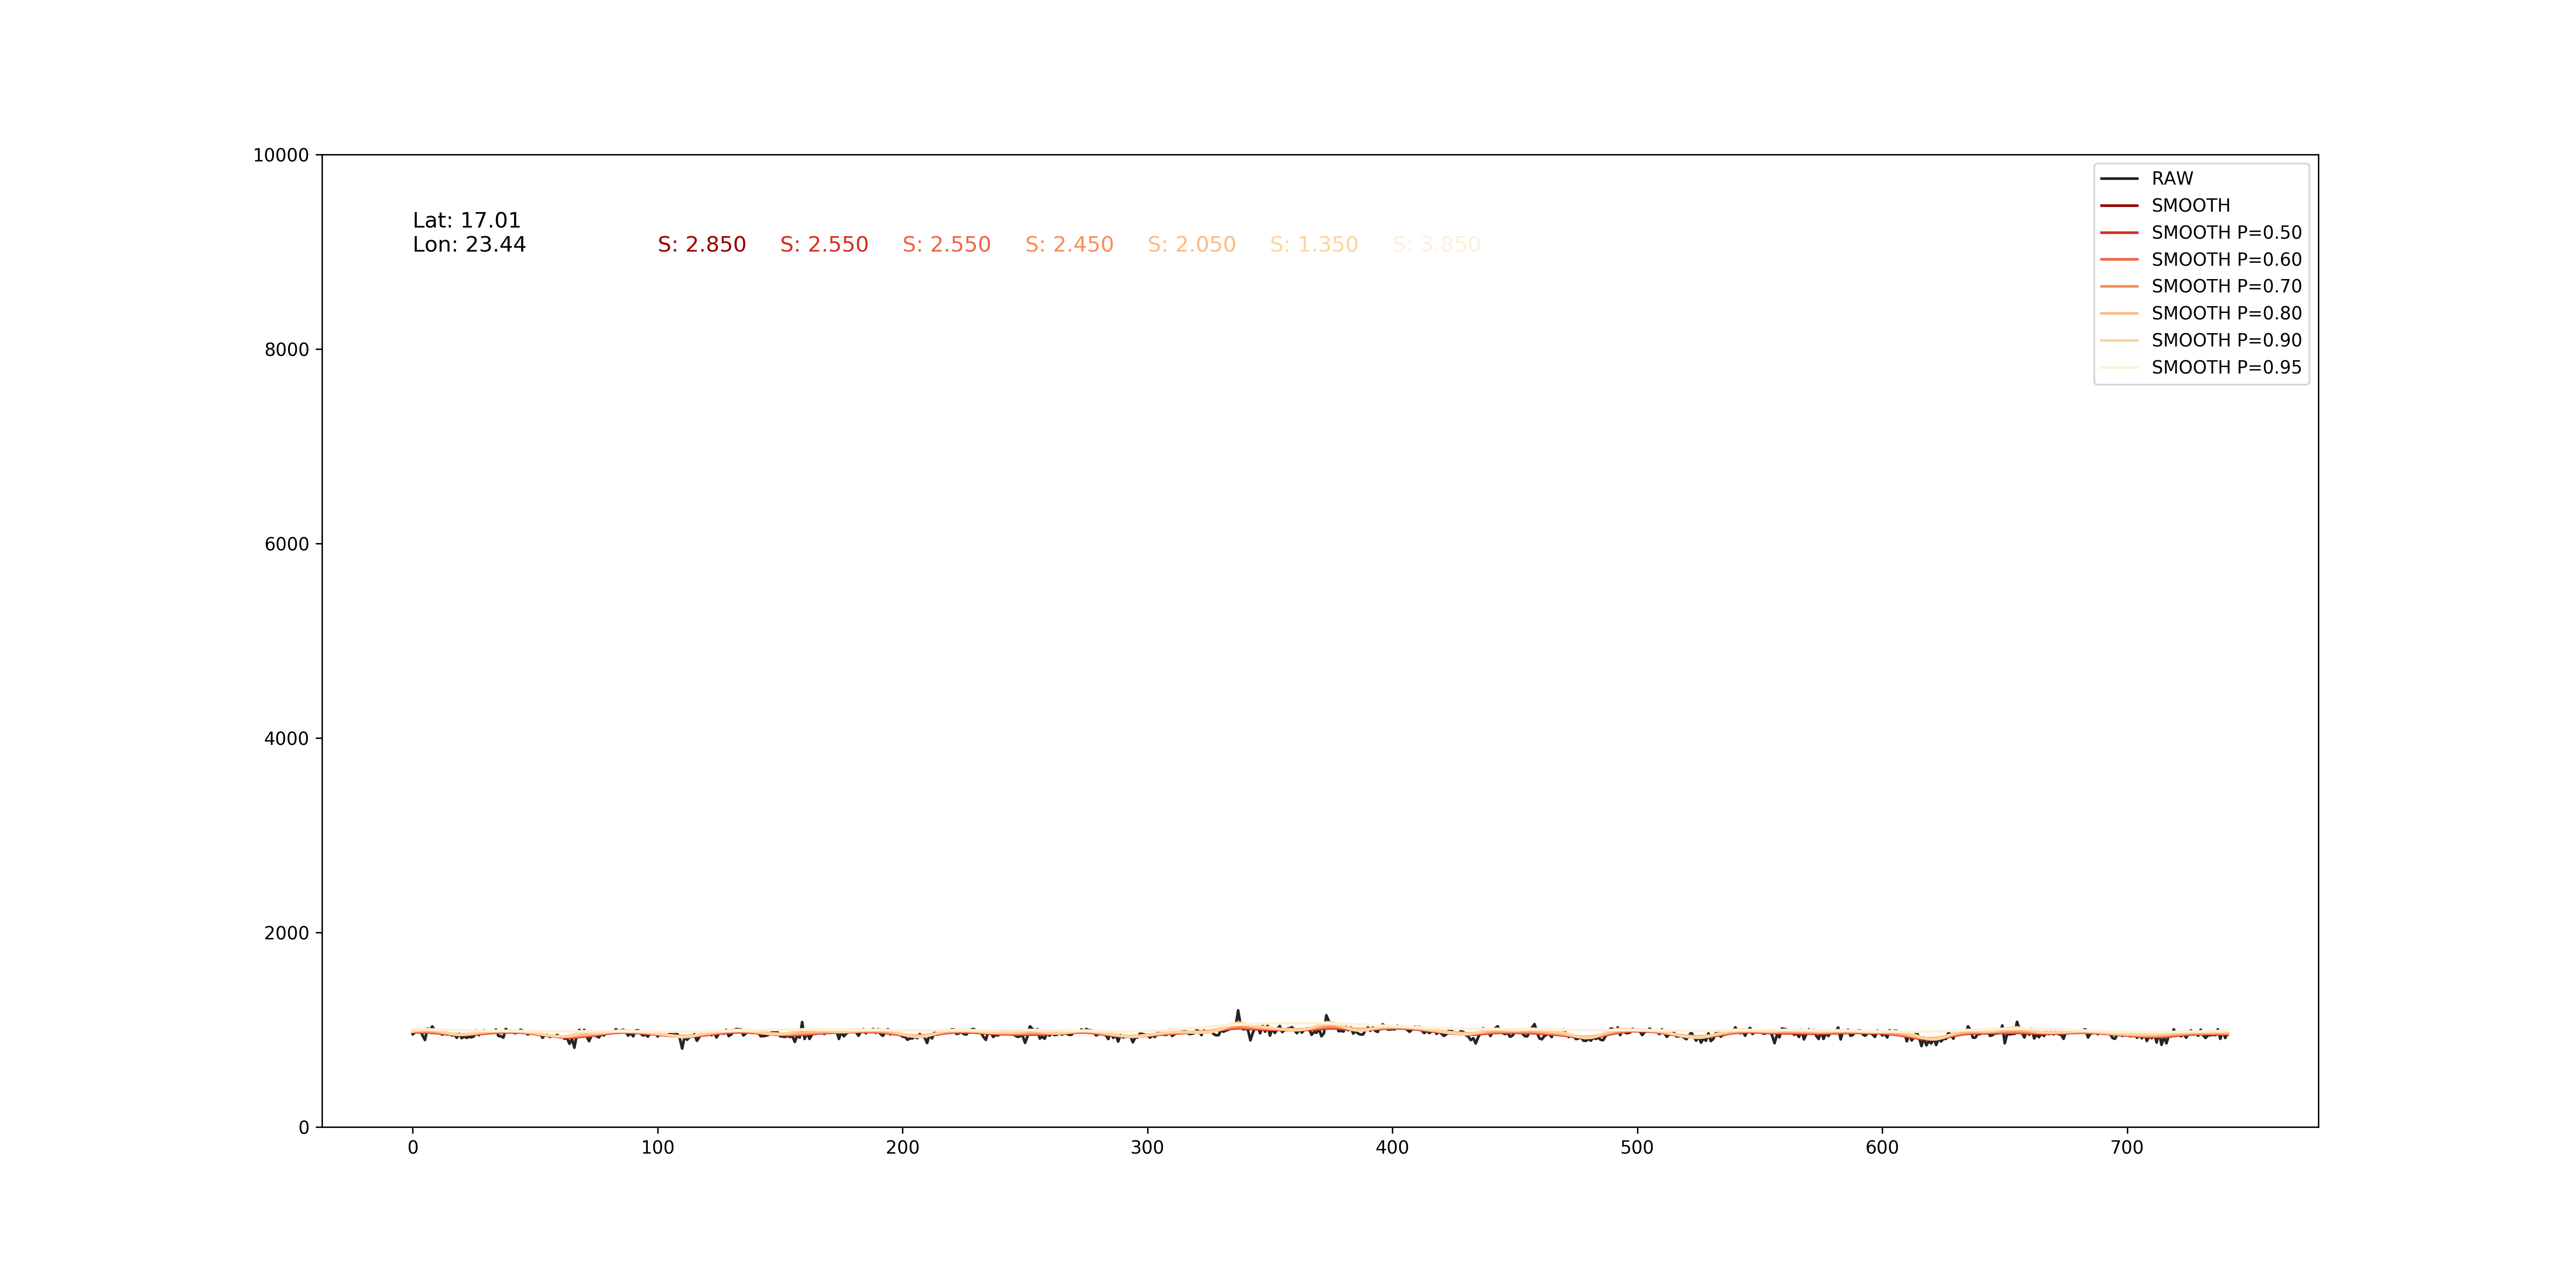 10000
8000
6000
4000
2000
0
0 100 200 300 400 500 600 700
Lat: 17.01
Lon: 23.44
S: 2.850 S: 2.550 S: 2.550 S: 2.450 S: 2.050 S: 1.350 S: 3.850
RAW
SMOOTH
SMOOTH P=0.50
SMOOTH P=0.60
SMOOTH P=0.70
SMOOTH P=0.80
SMOOTH P=0.90
SMOOTH P=0.95